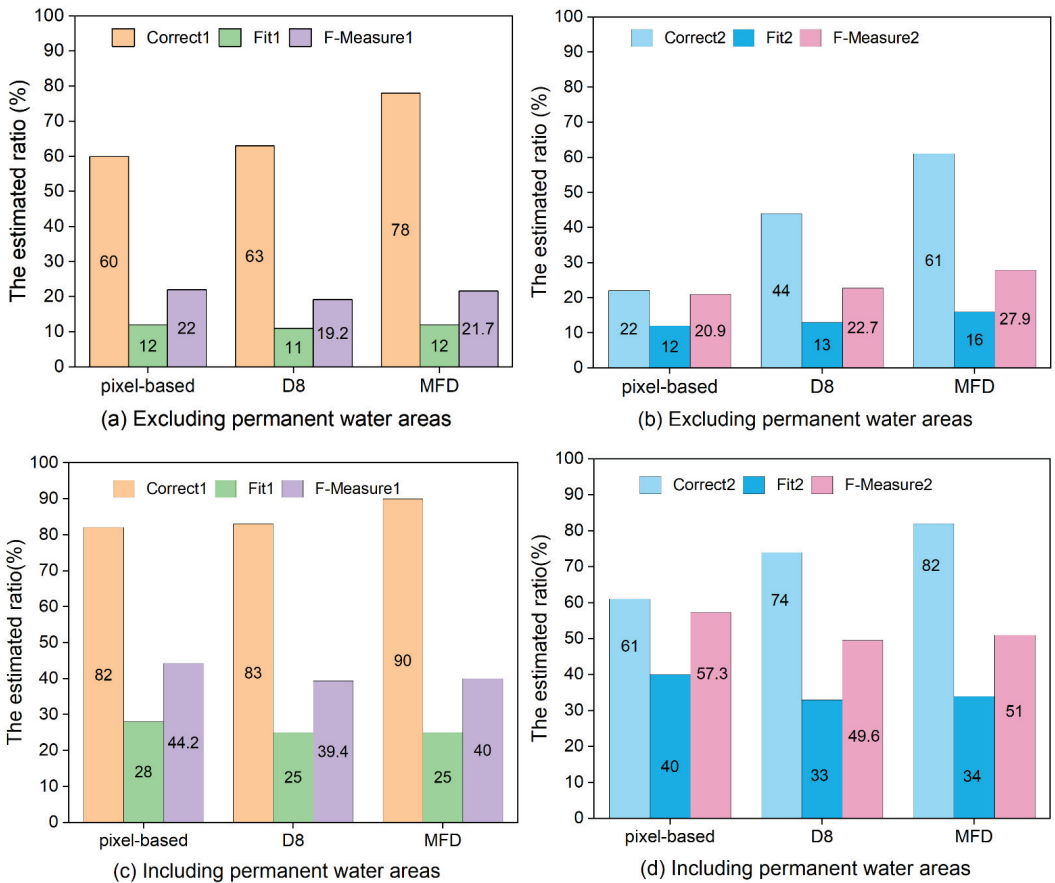 100
90
80
70
60
50
40
30
20
10
0
The estimated ratio (%)
Correct1 Fit1 F-Measure1
60 12 22
63 11 19.2
78 12 21.7
pixel-based D8 MFD
(a) Excluding permanent water areas
100
90
80
70
60
50
40
30
20
10
0
The estimated ratio (%)
Correct2 Fit2 F-Measure2
22 12 20.9
44 13 22.7
61 16 27.9
pixel-based D8 MFD
(b) Excluding permanent water areas
100
90
80
70
60
50
40
30
20
10
0
The estimated ratio(%)
Correct1 Fit1 F-Measure1
82 28 44.2
83 25 39.4
90 25 40
pixel-based D8 MFD
(c) Including permanent water areas
100
90
80
70
60
50
40
30
20
10
0
The estimated ratio(%)
Correct2 Fit2 F-Measure2
61 40 57.3
74 33 49.6
82 34 51
pixel-based D8 MFD
(d) Including permanent water areas